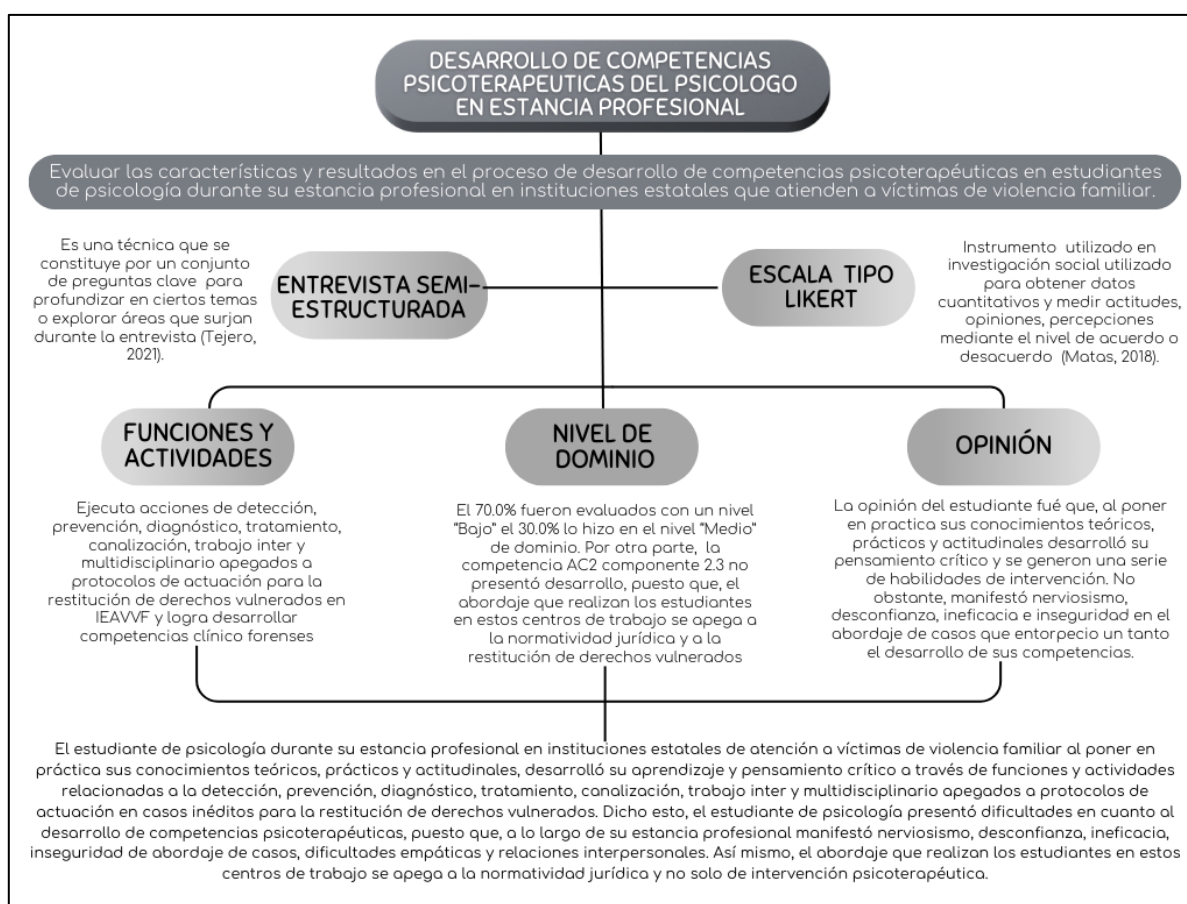 DESARROLLO DE COMPETENCIAS
PSICOTERAPEUTICAS DEL PSICOLOGO
EN ESTANCIA PROFESIONAL
Evaluar las características y resultados en el proceso de desarrollo de competencias psicoterapéuticas en estudiantes
de psicología durante su estancia profesional en instituciones estatales que atienden a víctimas de violencia familiar.
Es una técnica que se
constituye por un conjunto
de preguntas clave para
profundizar en ciertos temas
o explorar áreas que surjan
durante la entrevista (Tejero,
2021).
ENTREVISTA SEMI-
ESTRUCTURADA
ESCALA TIPO
LIKERT
Instrumento utilizado en
investigación social utilizado
para obtener datos
cuantitativos y medir actitudes,
opiniones, percepciones
mediante el nivel de acuerdo o
desacuerdo (Matas, 2018).
FUNCIONES Y
ACTIVIDADES
Ejecuta acciones de detección,
prevención, diagnóstico, tratamiento,
canalización, trabajo inter y
multidisciplinario apegados a
protocolos de actuación para la
restitución de derechos vulnerados en
IEAVVF y logra desarrollar
competencias clínico forenses
NIVEL DE
DOMINIO
El 70.0% fueron evaluados con un nivel
"Bajo" el 30.0% lo hizo en el nivel "Medio"
de dominio. Por otra parte, la
competencia AC2 componente 2.3 no
presentó desarrollo, puesto que, el
abordaje que realizan los estudiantes
en estos centros de trabajo se apega a
la normatividad jurídica y a la
restitución de derechos vulnerados
OPINIÓN
La opinión del estudiante fué que, al poner
en practica sus conocimientos teóricos,
prácticos y actitudinales desarrolló su
pensamiento crítico y se generon una serie
de habilidades de intervención. No
obstante, manifestó nerviosismo,
desconfianza, ineficacia e inseguridad en el
abordaje de casos que entorpecio un tanto
el desarrollo de sus competencias.
El estudiante de psicología durante su estancia profesional en instituciones estatales de atención a víctimas de violencia familiar al poner en
práctica sus conocimientos teóricos, prácticos y actitudinales, desarrolló su aprendizaje y pensamiento crítico a través de funciones y actividades
relacionadas a la detección, prevención, diagnóstico, tratamiento, canalización, trabajo inter y multidisciplinario apegados a protocolos de
actuación en casos inéditos para la restitución de derechos vulnerados. Dicho esto, el estudiante de psicología presentó dificultades en cuanto al
desarrollo de competencias psicoterapéuticas, puesto que, a lo largo de su estancia profesional manifestó nerviosismo, desconfianza, ineficacia,
inseguridad de abordaje de casos, dificultades empáticas y relaciones interpersonales. Así mismo, el abordaje que realizan los estudiantes en estos
centros de trabajo se apega a la normatividad jurídica y no solo de intervención psicoterapéutica.